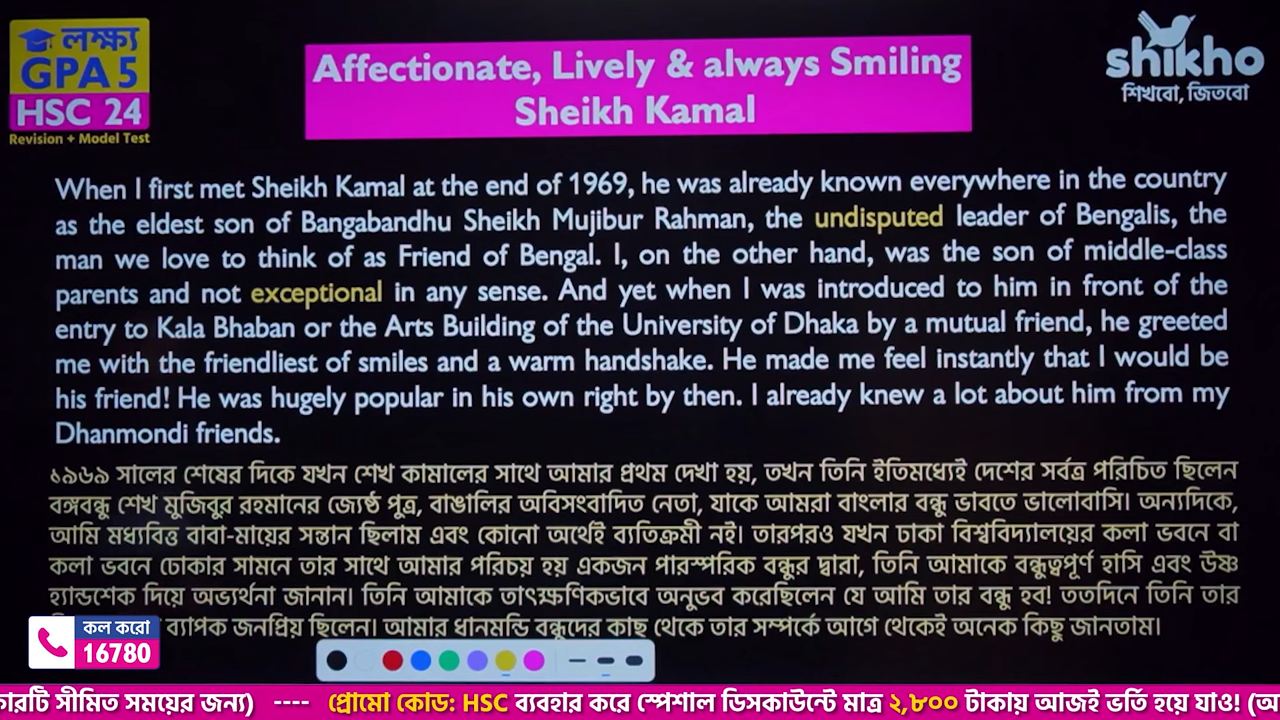 লক্ষ্য
GPA 5
HSC 24
Revision + Model Test
shikho
শিখবো, জিতবো
Affectionate, Lively & always Smiling
Sheikh Kamal
When I first met Sheikh Kamal at the end of 1969, he was already known everywhere in the country
as the eldest son of Bangabandhu Sheikh Mujibur Rahman, the undisputed leader of Bengalis, the
man we love to think of as Friend of Bengal. I, on the other hand, was the son of middle-class
parents and not exceptional in any sense. And yet when I was introduced to him in front of the
entry to Kala Bhaban or the Arts Building of the University of Dhaka by a mutual friend, he greeted
me with the friendliest of smiles and a warm handshake. He made me feel instantly that I would be
his friend! He was hugely popular in his own right by then. I already knew a lot about him from my
Dhanmondi friends.
১৯৬৯ সালের শেষের দিকে যখন শেখ কামালের সাথে আমার প্রথম দেখা হয়, তখন তিনি ইতিমধ্যেই দেশের সর্বত্র পরিচিত ছিলেন
বঙ্গবন্ধু শেখ মুজিবুর রহমানের জ্যেষ্ঠ পুত্র, বাঙালির অবিসংবাদিত নেতা, যাকে আমরা বাংলার বন্ধু ভাবতে ভালোবাসি। অন্যদিকে,
আমি মধ্যবিত্ত বাবা-মায়ের সন্তান ছিলাম এবং কোনো অর্থেই ব্যতিক্রমী নই। তারপরও যখন ঢাকা বিশ্ববিদ্যালয়ের কলা ভবনে বা
কলা ভবনে ঢোকার সামনে তার সাথে আমার পরিচয় হয় একজন পারস্পরিক বন্ধুর দ্বারা, তিনি আমাকে বন্ধুত্বপূর্ণ হাসি এবং উষ্ণ
হ্যান্ডশেক দিয়ে অভ্যর্থনা জানান। তিনি আমাকে তাৎক্ষণিকভাবে অনুভব করেছিলেন যে আমি তার বন্ধু হব! ততদিনে তিনি তার
ব্যাপক জনপ্রিয় ছিলেন। আমার ধানমন্ডি বন্ধুদের কাছ থেকে তার সম্পর্কে আগে থেকেই অনেক কিছু জানতাম।
কল করো
16780
কারটি সীমিত সময়ের জন্য) ---- প্রোমো কোড: HSC ব্যবহার করে স্পেশাল ডিসকাউন্টে মাত্র ২,৮০০ টাকায় আজই ভর্তি হয়ে যাও! (অ